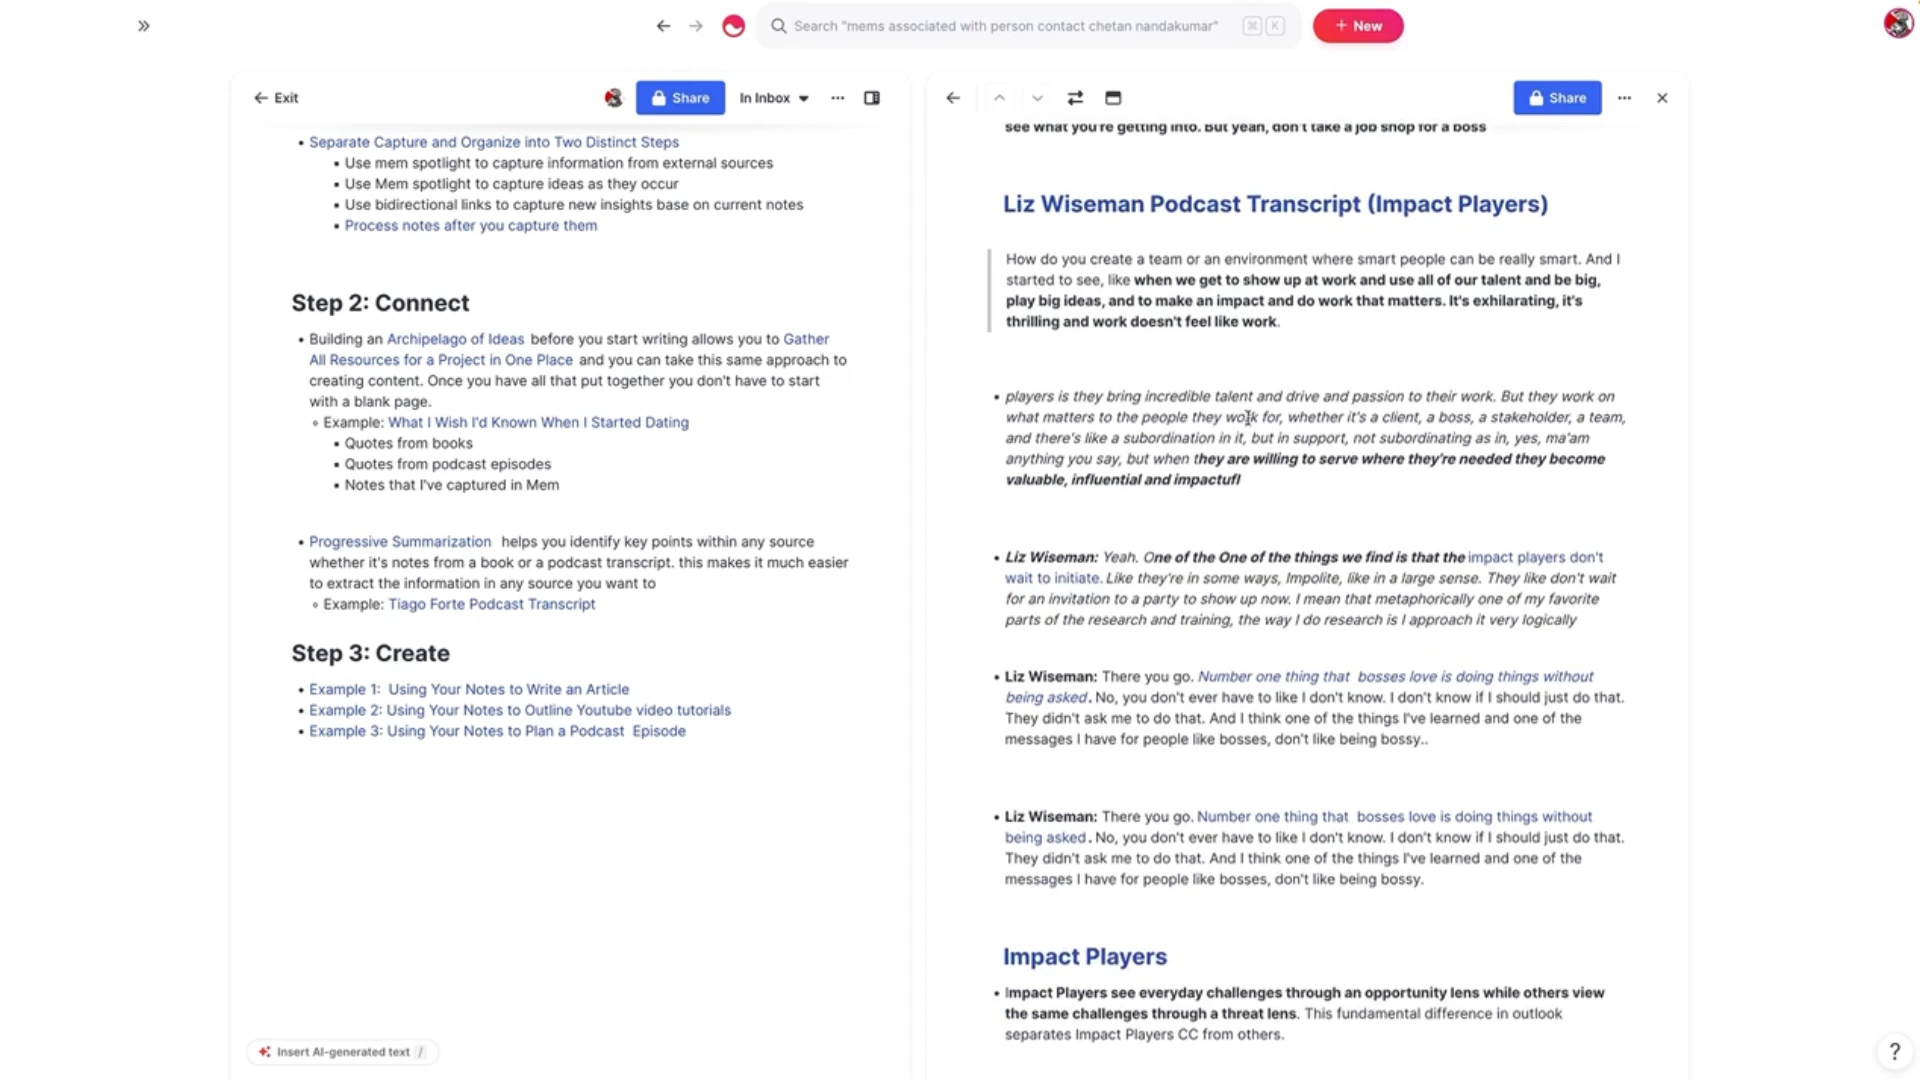 Search "mems associated with person contact chetan nandakumar"
⌘ K
+ New
← Exit
Share
In Inbox
Separate Capture and Organize into Two Distinct Steps
Use mem spotlight to capture information from external sources
Use Mem spotlight to capture ideas as they occur
Use bidirectional links to capture new insights base on current notes
Process notes after you capture them
Step 2: Connect
Building an Archipelago of Ideas before you start writing allows you to Gather
All Resources for a Project in One Place and you can take this same approach to
creating content. Once you have all that put together you don't have to start
with a blank page.
Example: What I Wish I'd Known When I Started Dating
Quotes from books
Quotes from podcast episodes
Notes that I've captured in Mem
Progressive Summarization helps you identify key points within any source
whether it's notes from a book or a podcast transcript. this makes it much easier
to extract the information in any source you want to
Example: Tiago Forte Podcast Transcript
Step 3: Create
Example 1: Using Your Notes to Write an Article
Example 2: Using Your Notes to Outline Youtube video tutorials
Example 3: Using Your Notes to Plan a Podcast Episode
Insert AI-generated text /
Share
see what you're getting into. But yeah, don't take a job shop for a boss
Liz Wiseman Podcast Transcript (Impact Players)
How do you create a team or an environment where smart people can be really smart. And I
started to see, like when we get to show up at work and use all of our talent and be big,
play big ideas, and to make an impact and do work that matters. It's exhilarating, it's
thrilling and work doesn't feel like work.
players is they bring incredible talent and drive and passion to their work. But they work on
what matters to the people they work for, whether it's a client, a boss, a stakeholder, a team,
and there's like a subordination in it, but in support, not subordinating as in, yes, ma'am
anything you say, but when they are willing to serve where they're needed they become
valuable, influential and impactufl
Liz Wiseman: Yeah. One of the One of the things we find is that the impact players don't
wait to initiate. Like they're in some ways, Impolite, like in a large sense. They like don't wait
for an invitation to a party to show up now. I mean that metaphorically one of my favorite
parts of the research and training, the way I do research is I approach it very logically
Liz Wiseman: There you go. Number one thing that bosses love is doing things without
being asked. No, you don't ever have to like I don't know. I don't know if I should just do that.
They didn't ask me to do that. And I think one of the things I've learned and one of the
messages I have for people like bosses, don't like being bossy..
Liz Wiseman: There you go. Number one thing that bosses love is doing things without
being asked. No, you don't ever have to like I don't know. I don't know if I should just do that.
They didn't ask me to do that. And I think one of the things I've learned and one of the
messages I have for people like bosses, don't like being bossy.
Impact Players
Impact Players see everyday challenges through an opportunity lens while others view
the same challenges through a threat lens. This fundamental difference in outlook
separates Impact Players CC from others.
?